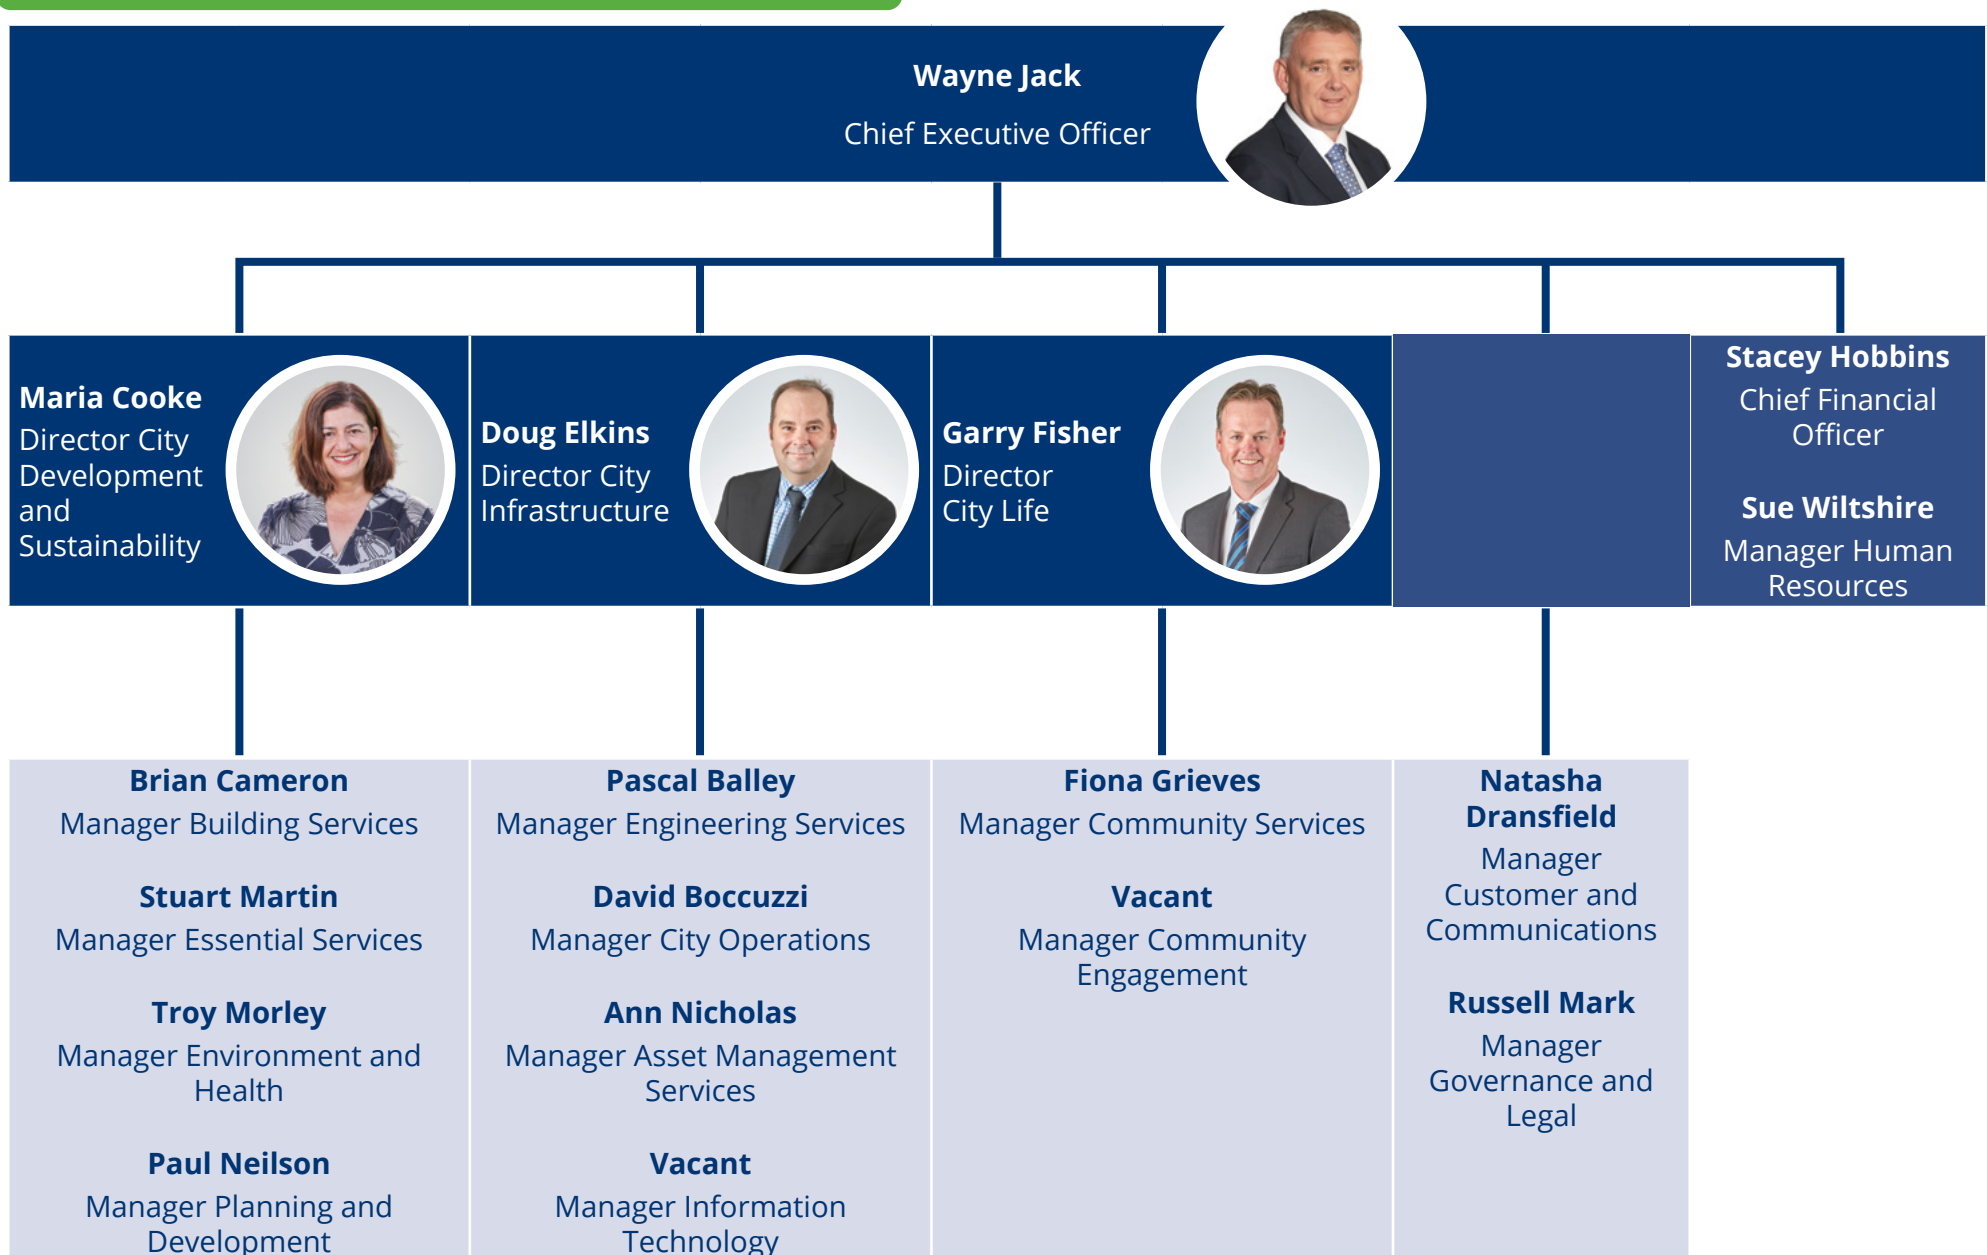 Wayne Jack
Chief Executive Officer
Maria Cooke
Director City
Development
and
Sustainability
Doug Elkins
Director City
Infrastructure
Garry Fisher
Director
City Life
Stacey Hobbins
Chief Financial
Officer
Sue Wiltshire
Manager Human
Resources
Brian Cameron
Manager Building Services
Stuart Martin
Manager Essential Services
Troy Morley
Manager Environment and
Health
Paul Neilson
Manager Planning and
Development
Pascal Balley
Manager Engineering Services
David Boccuzzi
Manager City Operations
Ann Nicholas
Manager Asset Management
Services
Vacant
Manager Information
Technology
Fiona Grieves
Manager Community Services
Vacant
Manager Community
Engagement
Natasha
Dransfield
Manager
Customer and
Communications
Russell Mark
Manager
Governance and
Legal